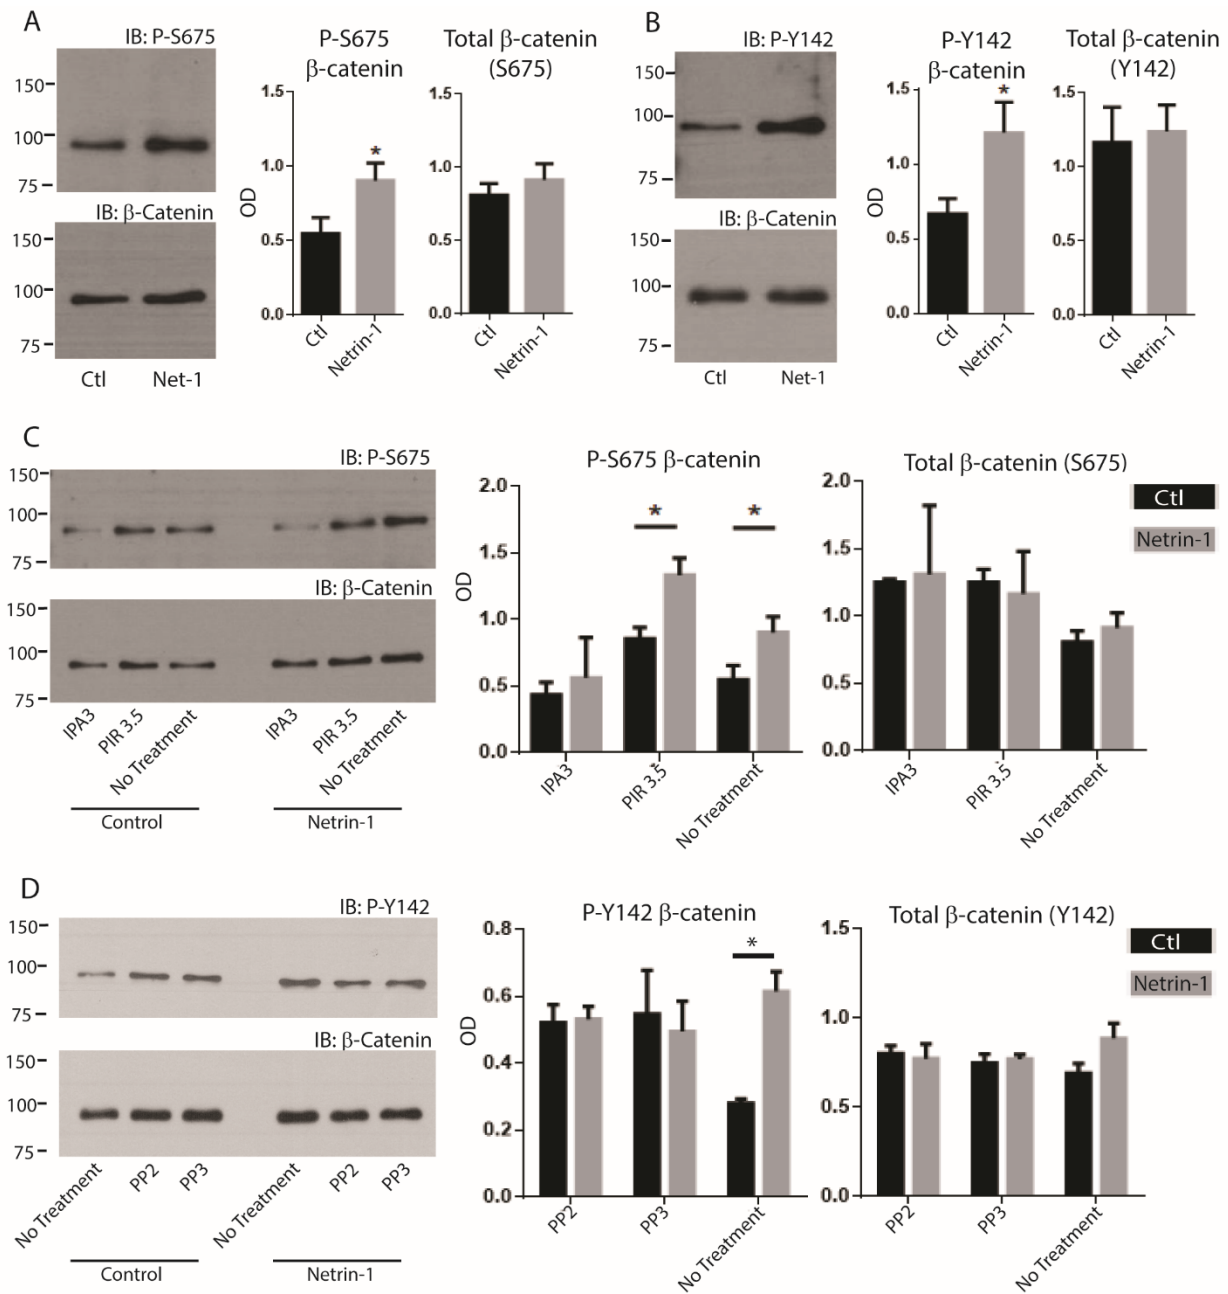 A
IB: P-S675
150
100
75
IB: β-Catenin
150
100
75
Ctl Net-1
P-S675
β-catenin
OD
1.5
1.0
0.5
0.0
*
Ctl
Netrin-1
Total β-catenin
(S675)
1.5
1.0
0.5
0.0
Ctl
Netrin-1
B
IB: P-Y142
150
100
75
IB: β-Catenin
150
100
75
Ctl Net-1
P-Y142
β-catenin
OD
1.5
1.0
0.5
0.0
*
Ctl
Netrin-1
Total β-catenin
(Y142)
1.5
1.0
0.5
0.0
Ctl
Netrin-1
C
IB: P-S675
150
100
75
IB: β-Catenin
150
100
75
IPA3
PIR 3.5
No Treatment
IPA3
PIR 3.5
No Treatment
Control Netrin-1
P-S675 β-catenin
OD
2.0
1.5
1.0
0.5
0.0
* *
IPA3
PIR 3.5
No Treatment
Total β-catenin (S675)
2.0
1.5
1.0
0.5
0.0
IPA3
PIR 3.5
No Treatment
Ctl
Netrin-1
D
IB: P-Y142
150
100
75
IB: β-Catenin
150
100
75
No Treatment
PP2
PP3
No Treatment
PP2
PP3
Control Netrin-1
P-Y142 β-catenin
OD
0.8
0.6
0.4
0.2
0.0
*
PP2
PP3
No Treatment
Total β-catenin (Y142)
1.5
1.0
0.5
0.0
PP2
PP3
No Treatment
Ctl
Netrin-1